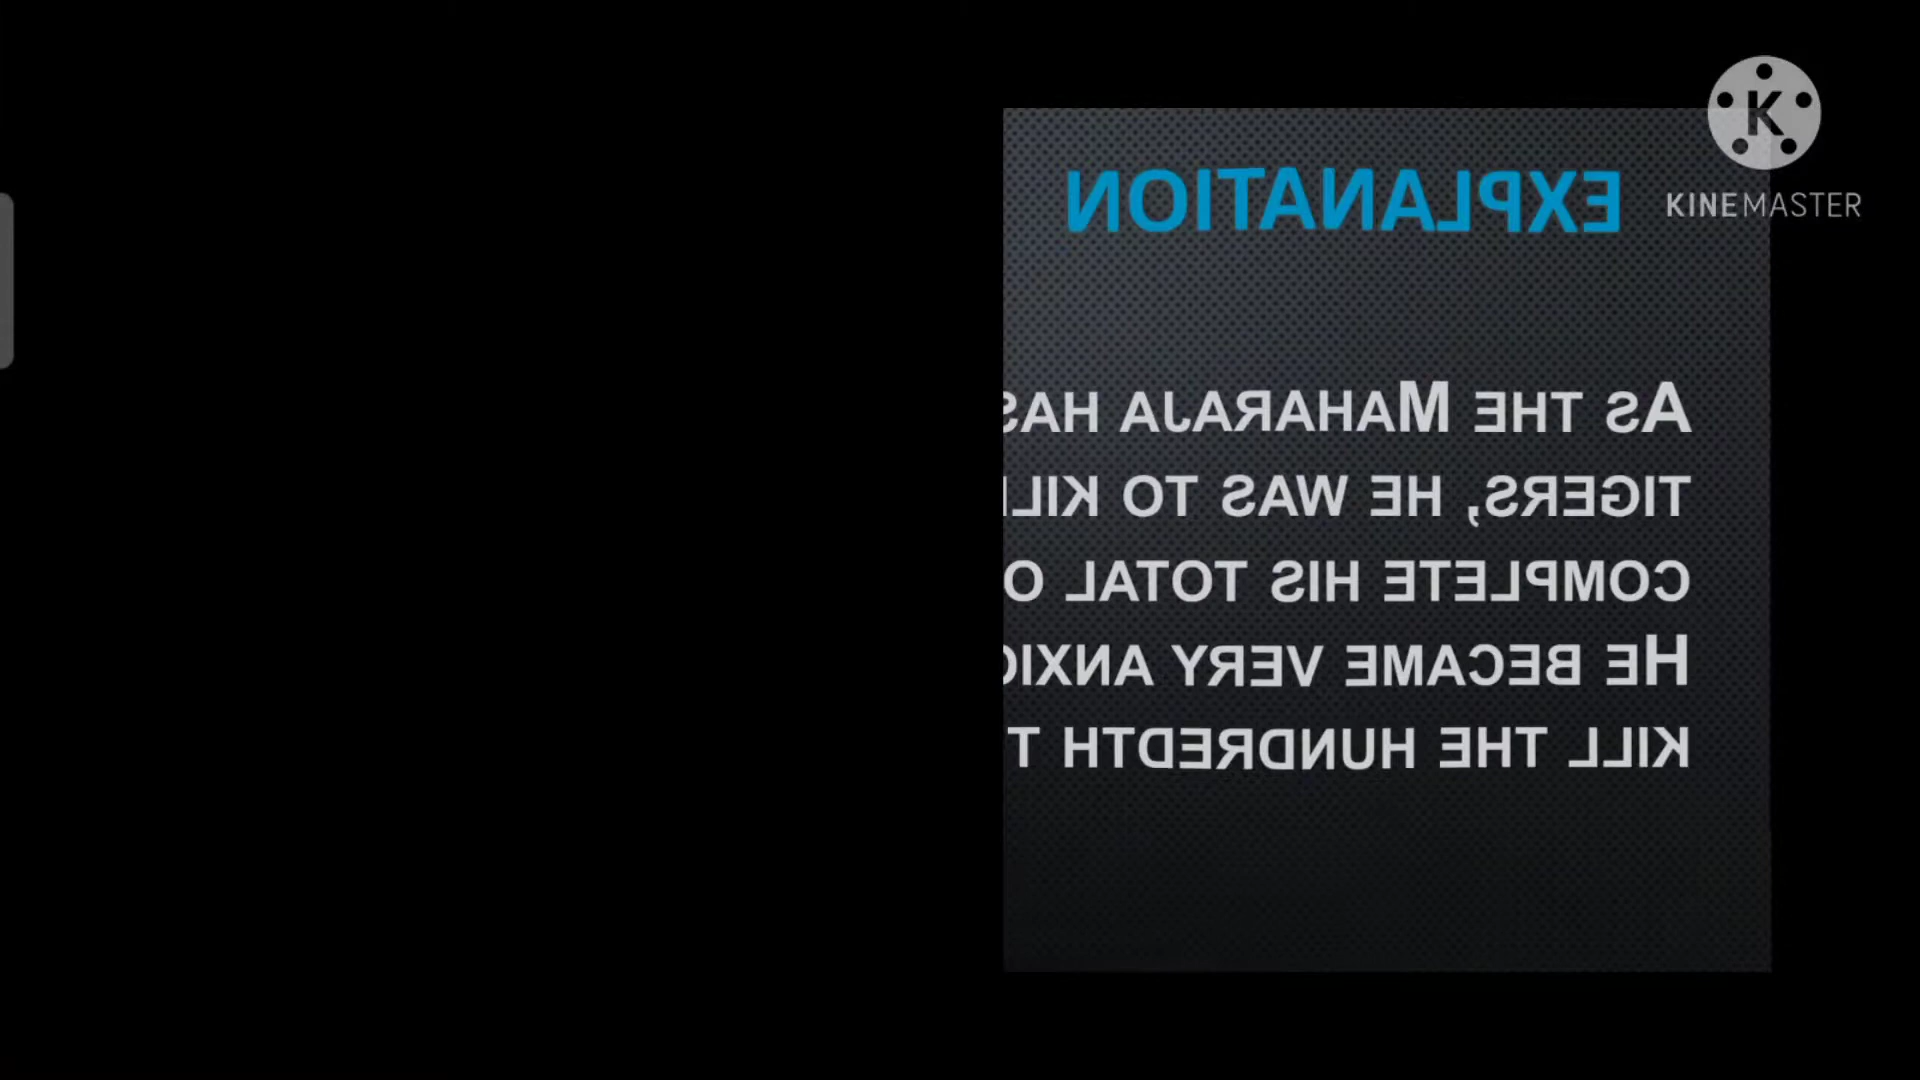 K
KINEMASTER
EXPLANATION
AS THE MAHARAJA HAS
TIGERS, HE WAS TO KILL
COMPLETE HIS TOTAL O
HE BECAME VERY ANXIO
KILL THE HUNDREDTH T